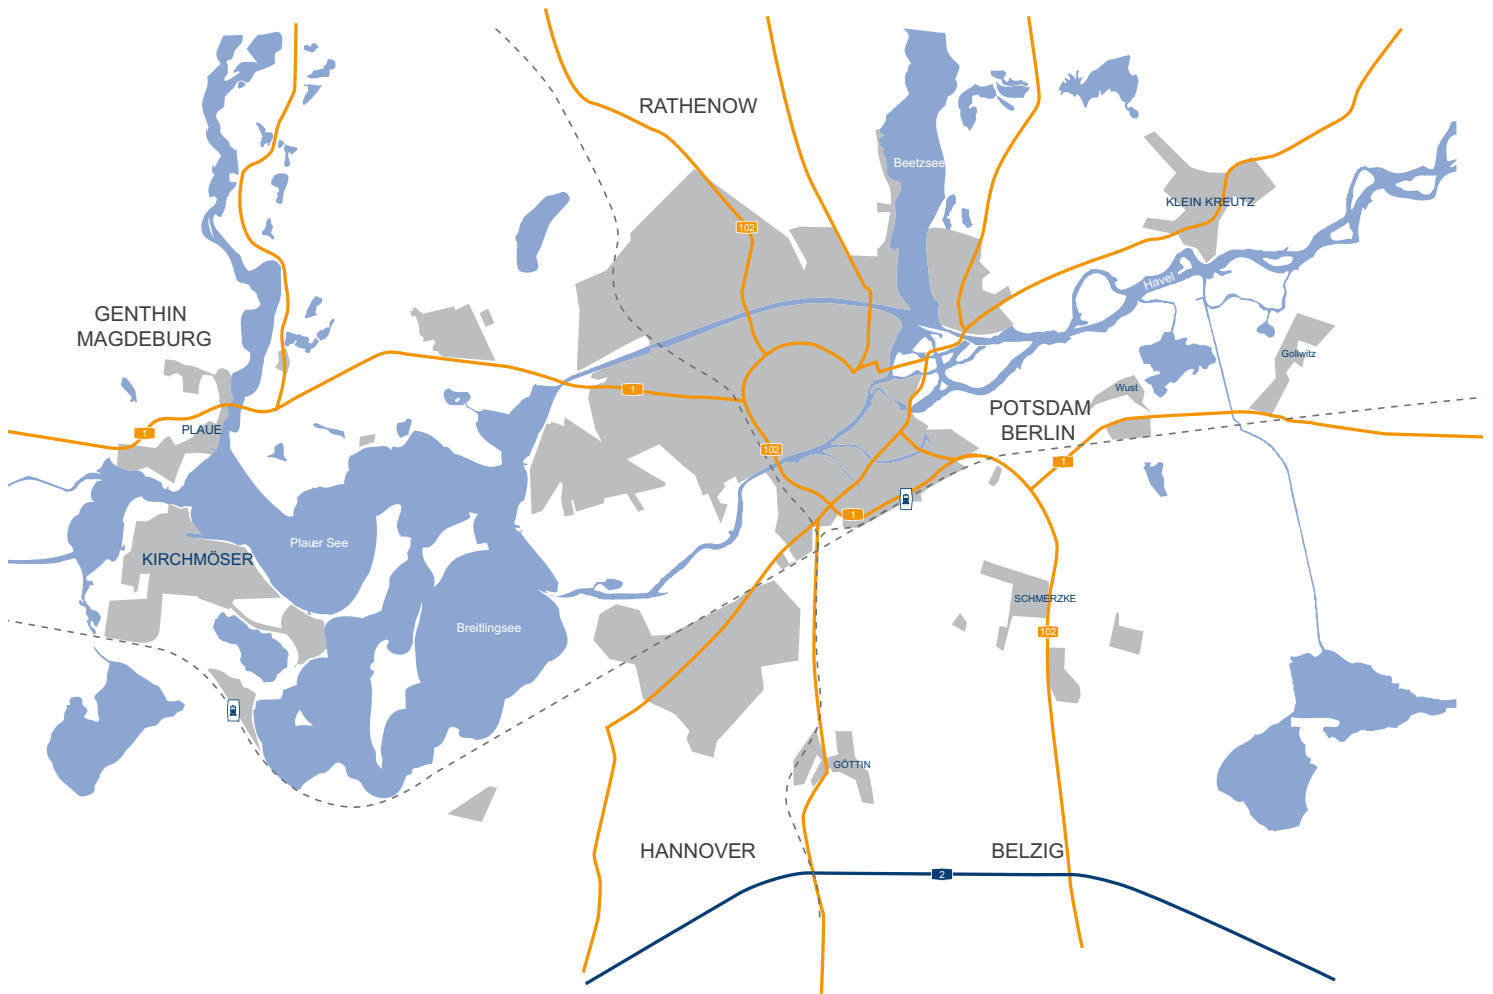 RATHENOW
Beetzsee
KLEIN KREUTZ
102
Havel
GENTHIN
MAGDEBURG
Gollwitz
Wust
1
POTSDAM
BERLIN
PLAUE
1
102
1
1
Plauer See
KIRCHMÖSER
SCHMERZKE
Breitlingsee
102
GÖTTIN
HANNOVER
BELZIG
2